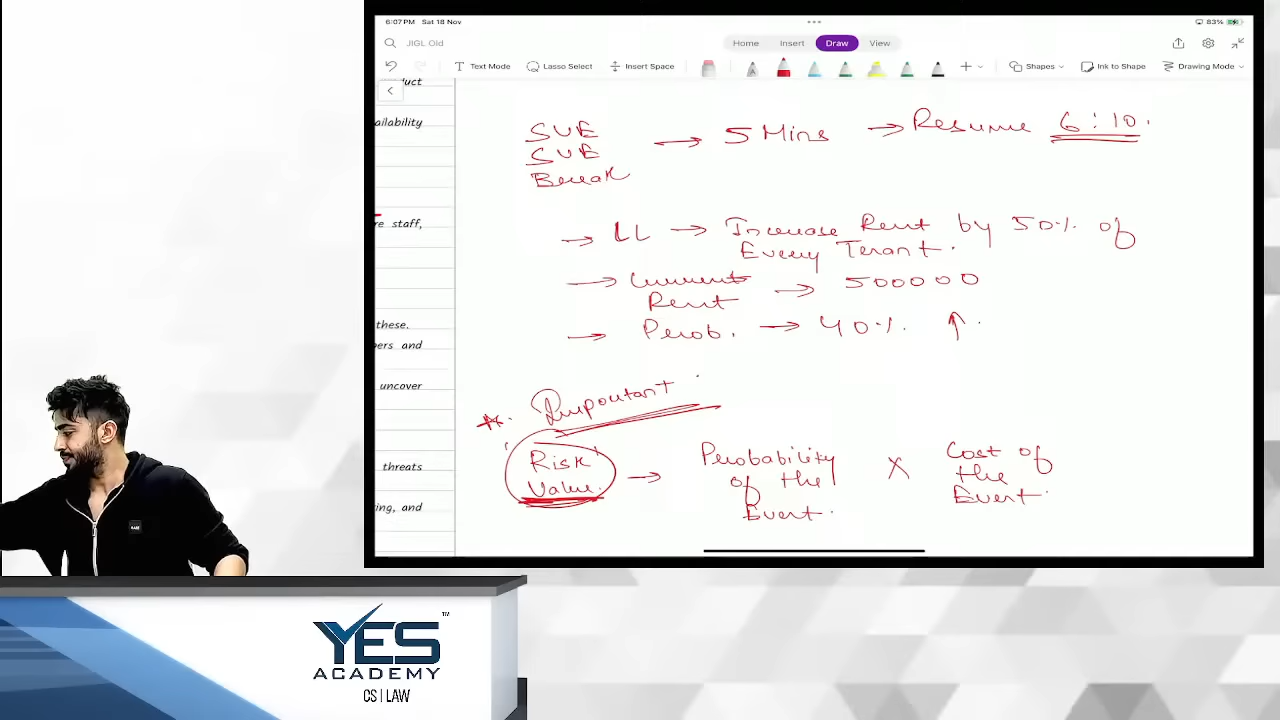 6:07 PM Sat 18 Nov
83%
JIGL Old
Home Insert Draw View
Text Mode Lasso Select Insert Space
Shapes Ink to Shape Drawing Mode
uct
ailability
re staff,
these.
ers and
uncover
threats
ing, and
SUE
SUE
Break → 5 Mins → Resume 6:10.
→ LL → Increase Rent by 50% of
Every Tenant.
→ Current
Rent → 500000
→ Prob. → 40% ↑.
* Important
Risk
Value → Probability
of the
Event. X Cost of
the
Event.
YES
ACADEMY
CS | LAW
TM